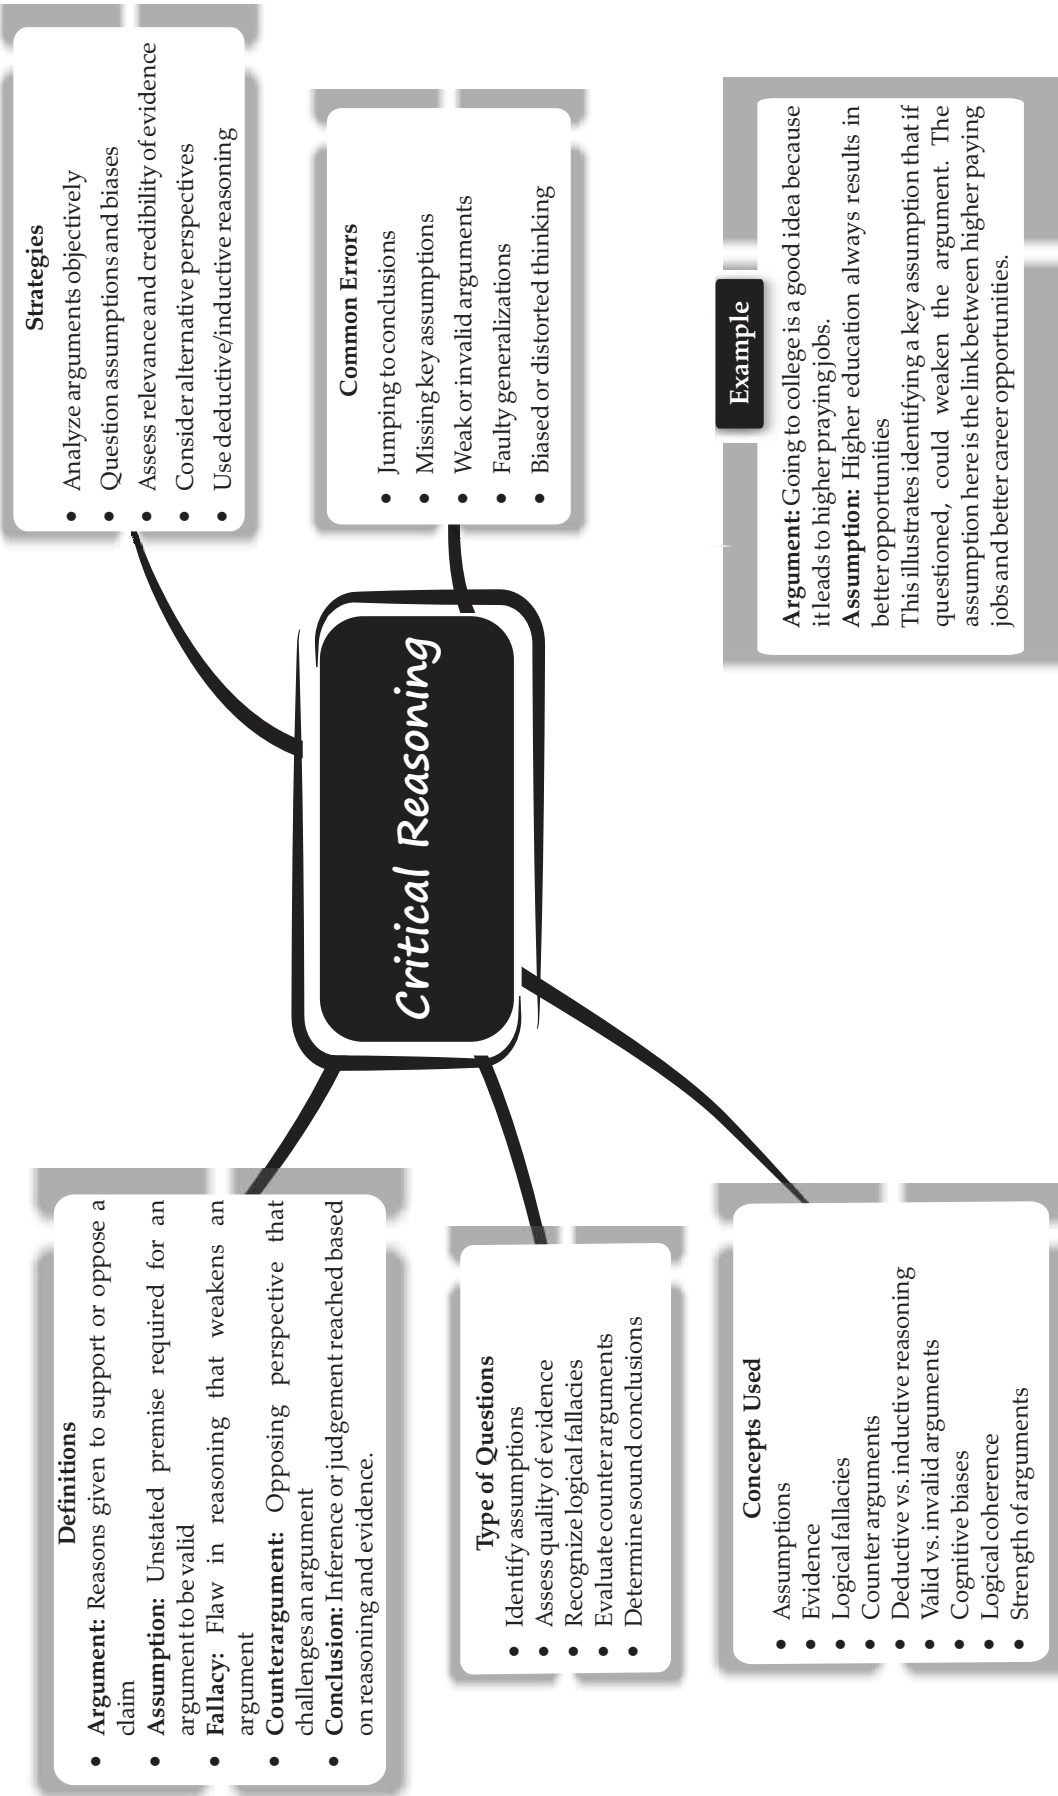 Critical Reasoning
Definitions
• Argument: Reasons given to support or oppose a
claim
• Assumption: Unstated premise required for an
argument to be valid
• Fallacy: Flaw in reasoning that weakens an
argument
• Counterargument: Opposing perspective that
challenges an argument
• Conclusion: Inference or judgement reached based
on reasoning and evidence.
Type of Questions
• Identify assumptions
• Assess quality of evidence
• Recognize logical fallacies
• Evaluate counter arguments
• Determine sound conclusions
Concepts Used
• Assumptions
• Evidence
• Logical fallacies
• Counter arguments
• Deductive vs. inductive reasoning
• Valid vs. invalid arguments
• Cognitive biases
• Logical coherence
• Strength of arguments
Strategies
• Analyze arguments objectively
• Question assumptions and biases
• Assess relevance and credibility of evidence
• Consider alternative perspectives
• Use deductive/inductive reasoning
Common Errors
• Jumping to conclusions
• Missing key assumptions
• Weak or invalid arguments
• Faulty generalizations
• Biased or distorted thinking
Example
Argument: Going to college is a good idea because
it leads to higher praying jobs.
Assumption: Higher education always results in
better opportunities
This illustrates identifying a key assumption that if
questioned, could weaken the argument. The
assumption here is the link between higher paying
jobs and better career opportunities.